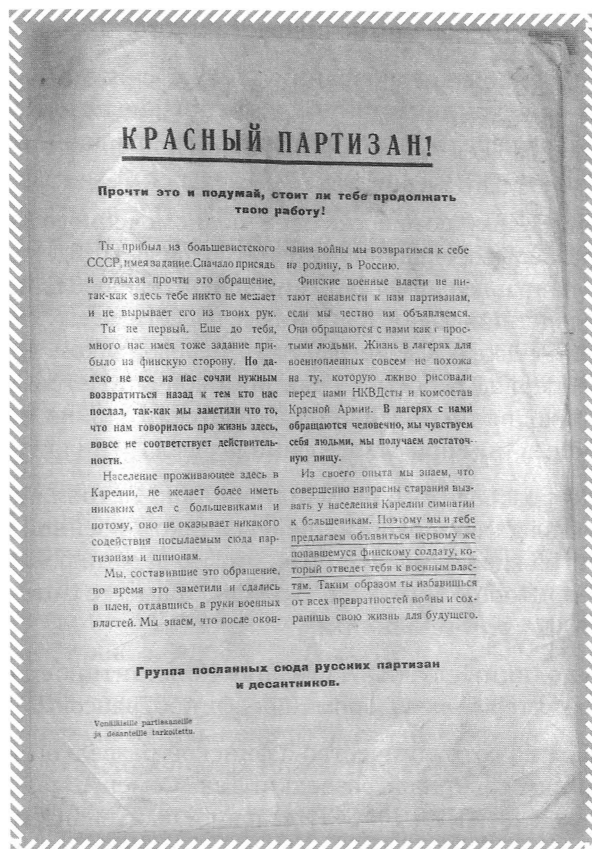 КРАСНЫЙ ПАРТИЗАН!
Прочти это и подумай, стоит ли тебе продолжать
твою работу!
Ты прибыл из большевистского
СССР, имея задание. Сначало присядь
и отдыхая прочти это обращение,
так-как здесь тебе никто не мешает
и не вырывает его из твоих рук.
Ты не первый. Еще до тебя,
много нас имея тоже задание при-
было на финскую сторону. Но да-
леко не все из нас сочли нужным
возвратиться назад к тем кто нас
послал, так-как мы заметили что то,
что нам говорилось про жизнь здесь,
вовсе не соответствует действитель-
ности.
Население проживающее здесь в
Карелии, не желает более иметь
никаких дел с большевиками и
потому, оно не оказывает никакого
содействия посылаемым сюда пар-
тизанам и шпионам.
Мы, составившие это обращение,
во время это заметили и сдались
в плен, отдавшись в руки военных
властей. Мы знаем, что после окон-
чания войны мы возвратимся к себе
на родину, в Россию.
Финские военные власти не пи-
тают ненависти к нам партизанам,
если мы честно им объявляемся.
Они обращаются с нами как с прос-
тыми людьми. Жизнь в лагерях для
военнопленных совсем не похожа
на ту, которую лживо рисовали
перед нами НКВДсты и комсостав
Красной Армии. В лагерях с нами
обращаются человечно, мы чувствуем
себя людьми, мы получаем достаточ-
ную пищу.
Из своего опыта мы знаем, что
совершенно напрасны старания выз-
вать у населения Карелии симпатии
к большевикам. Поэтому мы и тебе
предлагаем объявиться первому же
попавшемуся финскому солдату, ко-
торый отведет тебя к военным влас-
тям. Таким образом ты избавишься
от всех превратностей войны и сох-
ранишь свою жизнь для будущего.
Группа посланных сюда русских партизан
и десантников.
Venäläisille partisaneille
ja desanteille tarkoitettu.